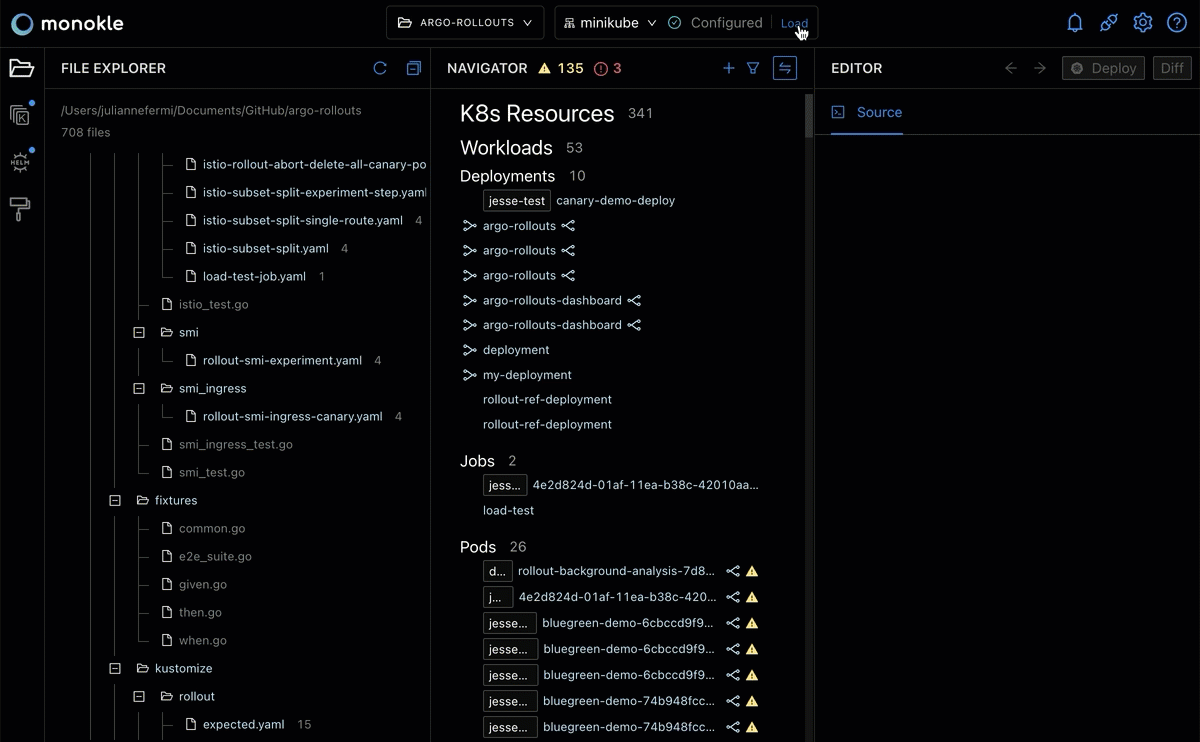 monokle
ARGO-ROLLOUTS
minikube Configured Load
FILE EXPLORER
/Users/juliannefermi/Documents/GitHub/argo-rollouts
708 files
istio-rollout-abort-delete-all-canary-po
istio-subset-split-experiment-step.yaml
istio-subset-split-single-route.yaml 4
istio-subset-split.yaml 4
load-test-job.yaml 1
istio_test.go
smi
rollout-smi-experiment.yaml 4
smi_ingress
rollout-smi-ingress-canary.yaml 4
smi_ingress_test.go
smi_test.go
fixtures
common.go
e2e_suite.go
given.go
then.go
when.go
kustomize
rollout
expected.yaml 15
K
HELM
NAVIGATOR 135 3
K8s Resources 341
Workloads 53
Deployments 10
jesse-test canary-demo-deploy
argo-rollouts
argo-rollouts
argo-rollouts
argo-rollouts-dashboard
argo-rollouts-dashboard
deployment
my-deployment
rollout-ref-deployment
rollout-ref-deployment
Jobs 2
jess... 4e2d824d-01af-11ea-b38c-42010aa...
load-test
Pods 26
d... rollout-background-analysis-7d8...
j... 4e2d824d-01af-11ea-b38c-420...
jesse... bluegreen-demo-6cbccd9f9...
jesse... bluegreen-demo-6cbccd9f9...
jesse... bluegreen-demo-6cbccd9f9...
jesse... bluegreen-demo-74b948fcc...
jesse... bluegreen-demo-74b948fcc...
EDITOR
Deploy
Diff
Source